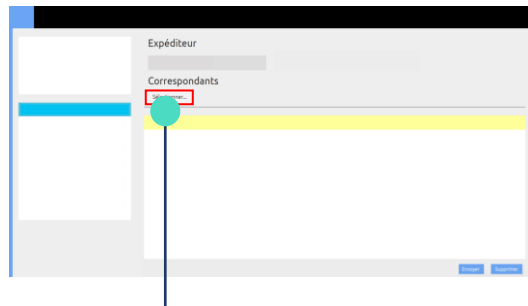 Expéditeur
Correspondants
Sélectionner...
Envoyer Supprimer